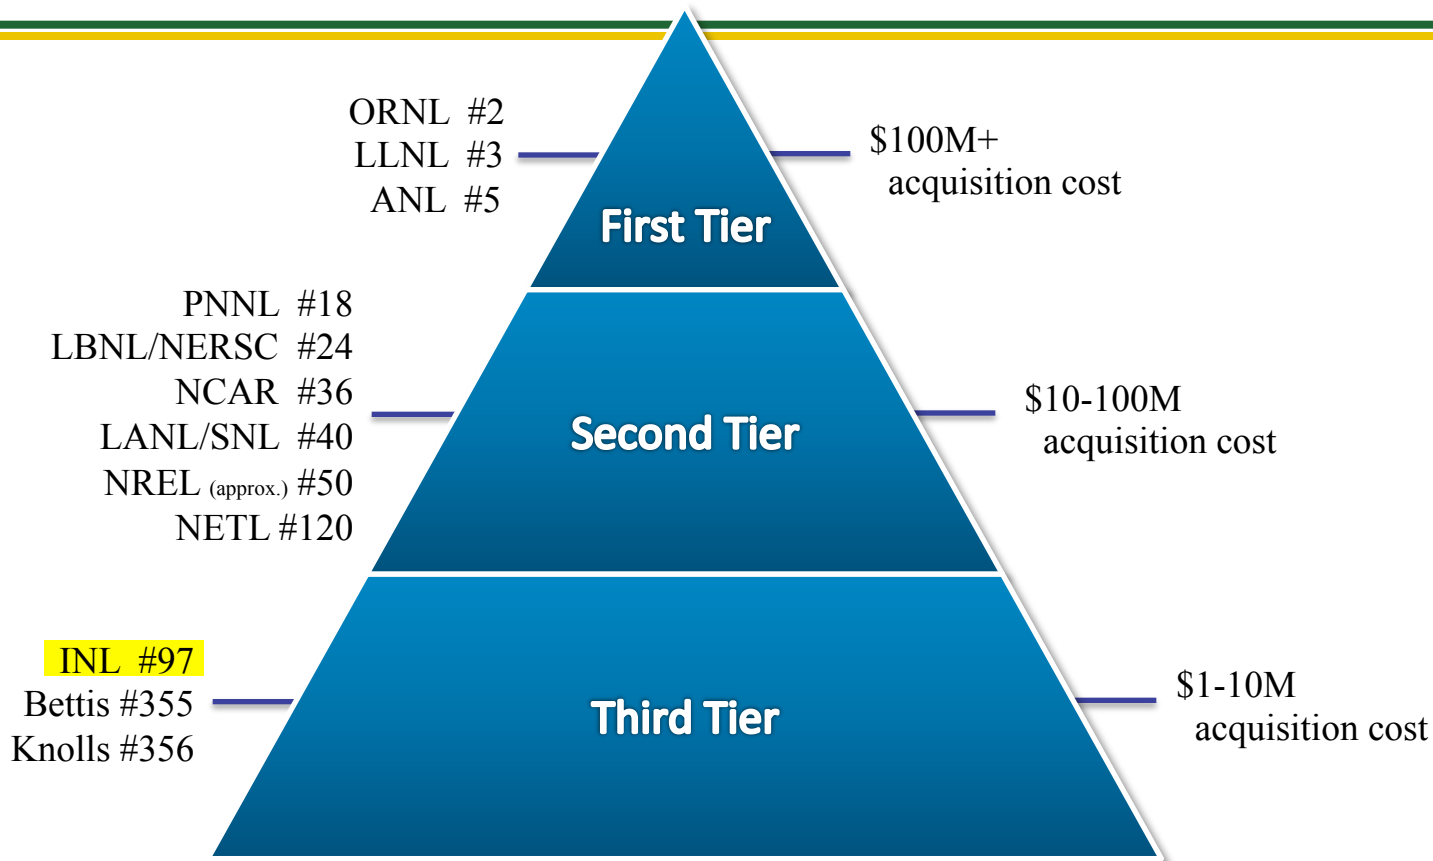 ORNL #2
LLNL #3
ANL #5
$100M+
acquisition cost
First Tier
PNNL #18
LBNL/NERSC #24
NCAR #36
LANL/SNL #40
NREL (approx.) #50
NETL #120
$10-100M
acquisition cost
Second Tier
INL #97
Bettis #355
Knolls #356
$1-10M
acquisition cost
Third Tier